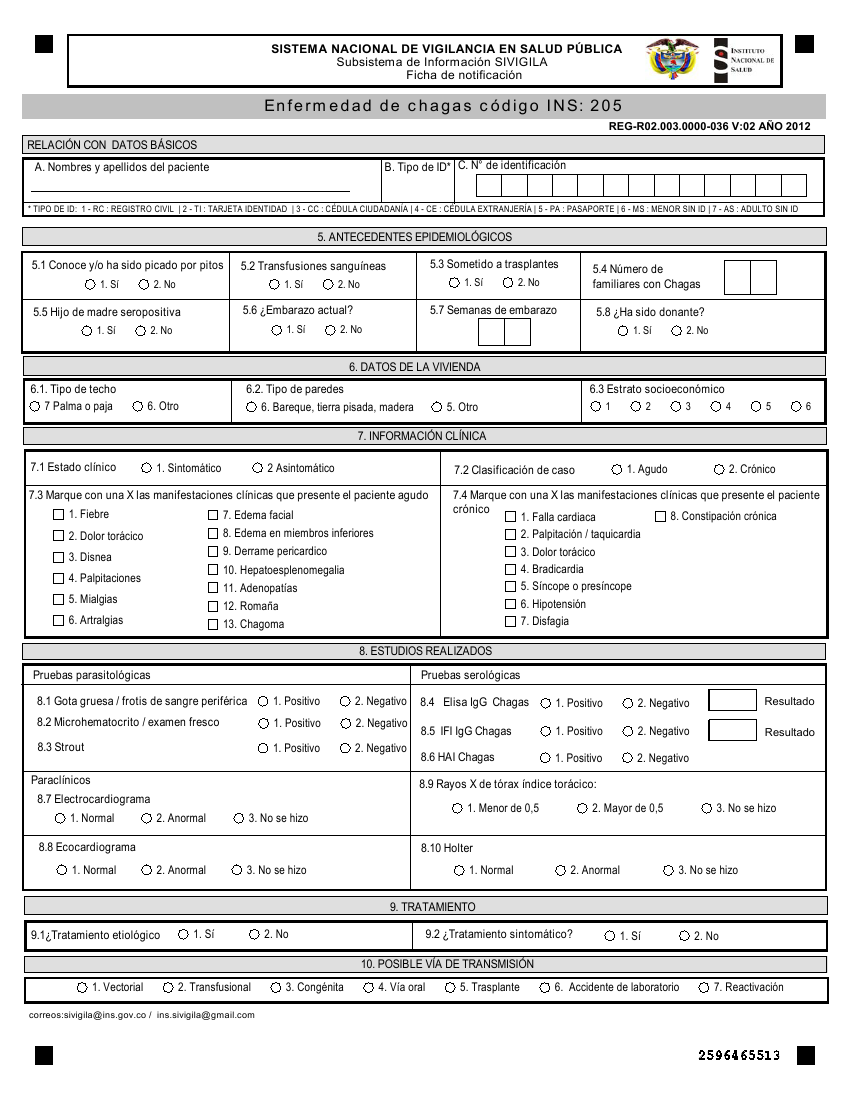 SISTEMA NACIONAL DE VIGILANCIA EN SALUD PÚBLICA
Subsistema de Información SIVIGILA
Ficha de notificación
INSTITUTO
NACIONAL DE
SALUD
Enfermedad de chagas código INS: 205
REG-R02.003.0000-036 V:02 AÑO 2012
RELACIÓN CON DATOS BÁSICOS
A. Nombres y apellidos del paciente B. Tipo de ID* C. N° de identificación
* TIPO DE ID: 1 - RC : REGISTRO CIVIL | 2 - TI : TARJETA IDENTIDAD | 3 - CC : CÉDULA CIUDADANÍA | 4 - CE : CÉDULA EXTRANJERÍA | 5 - PA : PASAPORTE | 6 - MS : MENOR SIN ID | 7 - AS : ADULTO SIN ID
5. ANTECEDENTES EPIDEMIOLÓGICOS
5.1 Conoce y/o ha sido picado por pitos
1. Sí 2. No
5.2 Transfusiones sanguíneas
1. Sí 2. No
5.3 Sometido a trasplantes
1. Sí 2. No
5.4 Número de
familiares con Chagas
5.5 Hijo de madre seropositiva
1. Sí 2. No
5.6 ¿Embarazo actual?
1. Sí 2. No
5.7 Semanas de embarazo
5.8 ¿Ha sido donante?
1. Sí 2. No
6. DATOS DE LA VIVIENDA
6.1. Tipo de techo
7 Palma o paja 6. Otro
6.2. Tipo de paredes
6. Bareque, tierra pisada, madera 5. Otro
6.3 Estrato socioeconómico
1 2 3 4 5 6
7. INFORMACIÓN CLÍNICA
7.1 Estado clínico 1. Sintomático 2 Asintomático
7.2 Clasificación de caso 1. Agudo 2. Crónico
7.3 Marque con una X las manifestaciones clínicas que presente el paciente agudo
1. Fiebre
2. Dolor torácico
3. Disnea
4. Palpitaciones
5. Mialgias
6. Artralgias
7. Edema facial
8. Edema en miembros inferiores
9. Derrame pericardico
10. Hepatoesplenomegalia
11. Adenopatías
12. Romaña
13. Chagoma
7.4 Marque con una X las manifestaciones clínicas que presente el paciente
crónico
1. Falla cardiaca
2. Palpitación / taquicardia
3. Dolor torácico
4. Bradicardia
5. Síncope o presíncope
6. Hipotensión
7. Disfagia
8. Constipación crónica
8. ESTUDIOS REALIZADOS
Pruebas parasitológicas
8.1 Gota gruesa / frotis de sangre periférica 1. Positivo 2. Negativo
8.2 Microhematocrito / examen fresco 1. Positivo 2. Negativo
8.3 Strout 1. Positivo 2. Negativo
Pruebas serológicas
8.4 Elisa IgG Chagas 1. Positivo 2. Negativo Resultado
8.5 IFI IgG Chagas 1. Positivo 2. Negativo Resultado
8.6 HAI Chagas 1. Positivo 2. Negativo
Paraclínicos
8.7 Electrocardiograma
1. Normal 2. Anormal 3. No se hizo
8.9 Rayos X de tórax índice torácico:
1. Menor de 0,5 2. Mayor de 0,5 3. No se hizo
8.8 Ecocardiograma
1. Normal 2. Anormal 3. No se hizo
8.10 Holter
1. Normal 2. Anormal 3. No se hizo
9. TRATAMIENTO
9.1¿Tratamiento etiológico 1. Sí 2. No
9.2 ¿Tratamiento sintomático? 1. Sí 2. No
10. POSIBLE VÍA DE TRANSMISIÓN
1. Vectorial 2. Transfusional 3. Congénita 4. Vía oral 5. Trasplante 6. Accidente de laboratorio 7. Reactivación
correos:sivigila@ins.gov.co / ins.sivigila@gmail.com
2596465513